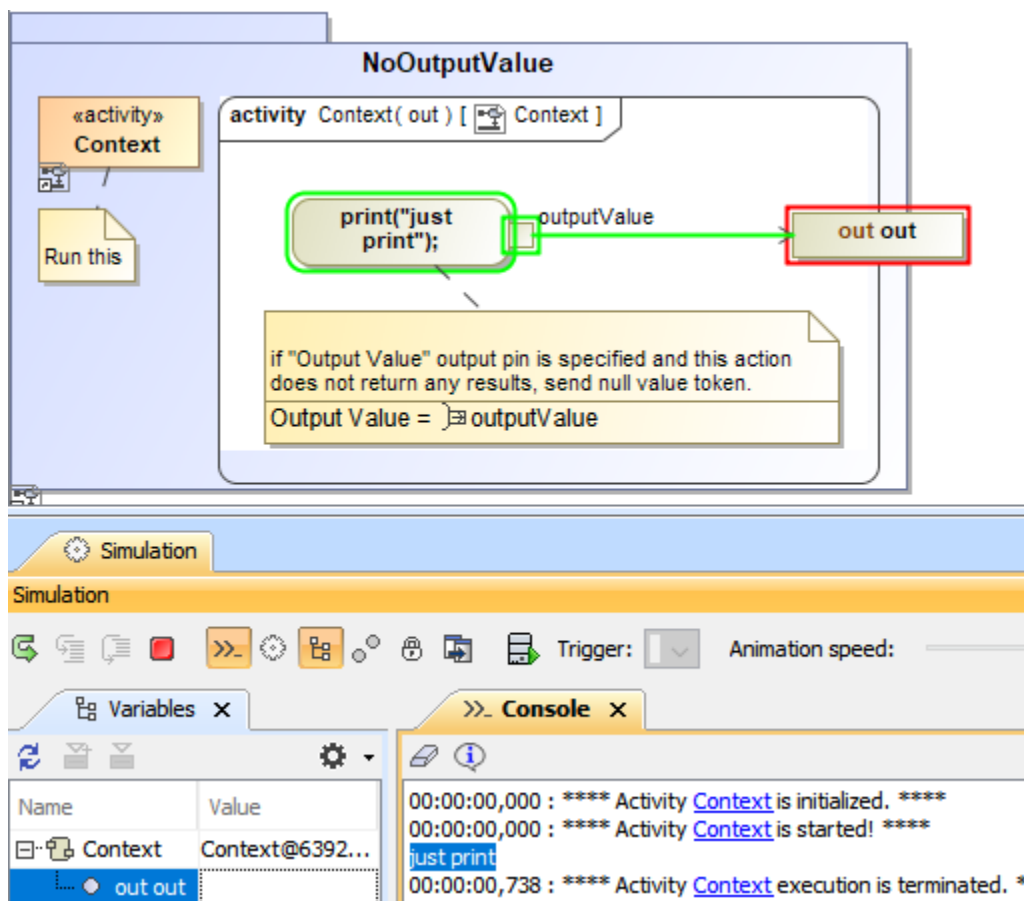 NoOutputValue
«activity»
Context
Run this
activity Context( out ) [ Context ]
print("just
print");
outputValue
out out
if "Output Value" output pin is specified and this action
does not return any results, send null value token.
Output Value = outputValue
Simulation
Simulation
Trigger:
Animation speed:
Variables
Console
Name
Value
Context
Context@6392...
out out
00:00:00,000 : **** Activity Context is initialized. ****
00:00:00,000 : **** Activity Context is started! ****
just print
00:00:00,738 : **** Activity Context execution is terminated. *